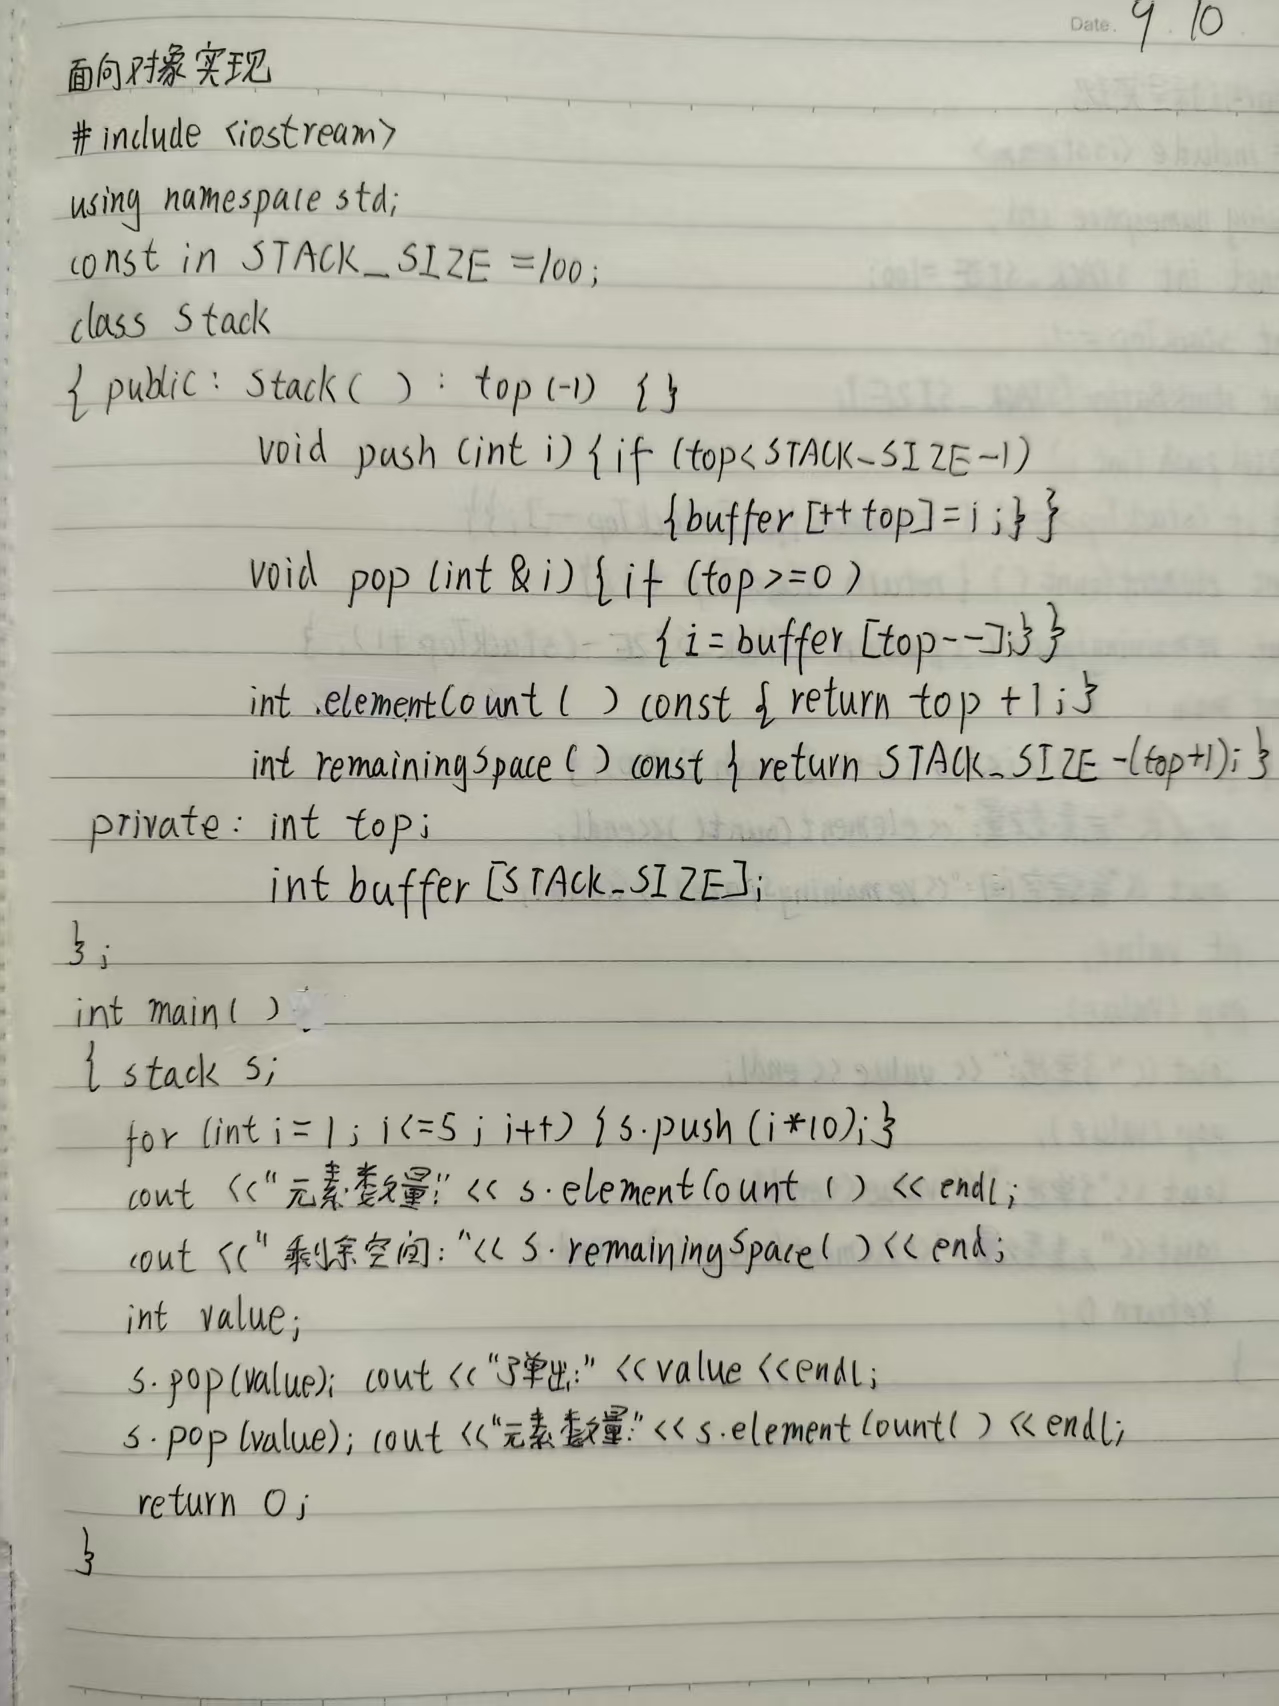 Date. 9.10
面向对象实现
#include <iostream>
using namespace std;
const in STACK_SIZE =100;
class Stack
{ public: Stack( ) : top(-1) {}
void push (int i) {if (top<STACK_SIZE-1)
{buffer[++top]=i;}}
void pop (int &i) {if (top>=0)
{i=buffer[top--];}}
int .elementCount ( ) const { return top +1;}
int remainingSpace( ) const { return STACK_SIZE -(top+1); }
private: int top;
int buffer [STACK_SIZE];
};
int main( )
{ stack s;
for (int i=1; i<=5; i++) {s.push (i*10);}
cout <<"元素数量:" << s.elementCount () << endl;
cout <<"剩余空间:"<< s.remainingSpace( ) << end;
int value;
s.pop(value); cout <<"弹出:" <<value <<endl;
s.pop(value); cout <<"元素数量:"<< s.elementCount( ) << endl;
return 0;
}